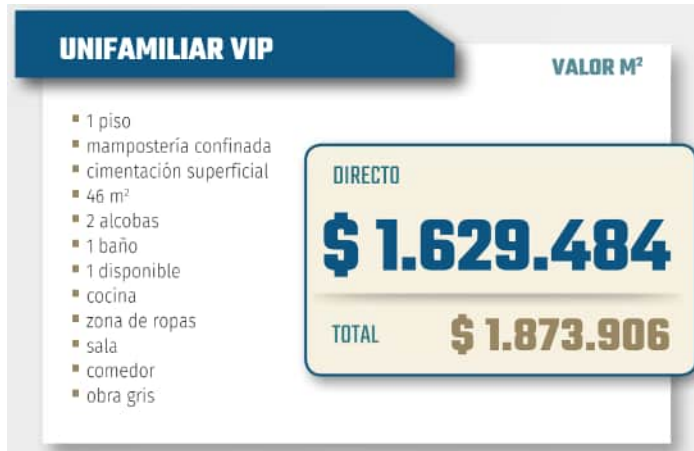 UNIFAMILIAR VIP
VALOR M²
1 piso
mampostería confinada
cimentación superficial
46 m²
2 alcobas
1 baño
1 disponible
cocina
zona de ropas
sala
comedor
obra gris
DIRECTO
$ 1.629.484
TOTAL
$ 1.873.906